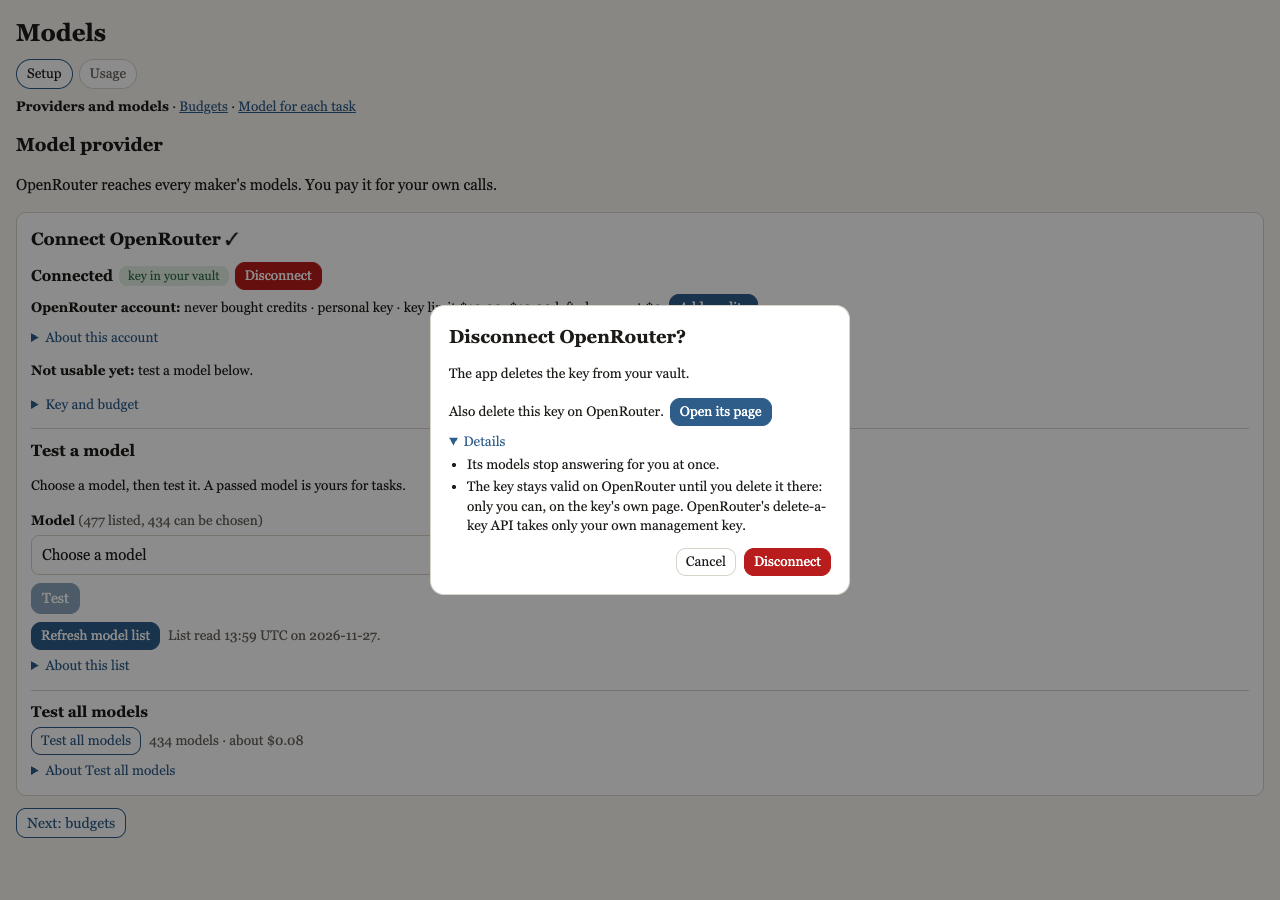 Models
Setup
Usage
Providers and models · Budgets · Model for each task
Model provider
OpenRouter reaches every maker's models. You pay it for your own calls.
Connect OpenRouter ✓
Connected key in your vault Disconnect
OpenRouter account: never bought credits · personal key · key
▶ About this account
Not usable yet: test a model below.
▶ Key and budget
Test a model
Choose a model, then test it. A passed model is yours for tasks.
Model (477 listed, 434 can be chosen)
Choose a model
Test
Refresh model list List read 13:59 UTC on 2026-11-27.
▶ About this list
Test all models
Test all models 434 models · about $0.08
▶ About Test all models
Next: budgets
Disconnect OpenRouter?
The app deletes the key from your vault.
Also delete this key on OpenRouter. Open its page
▼ Details
• Its models stop answering for you at once.
• The key stays valid on OpenRouter until you delete it there:
only you can, on the key's own page. OpenRouter's delete-a-
key API takes only your own management key.
Cancel Disconnect